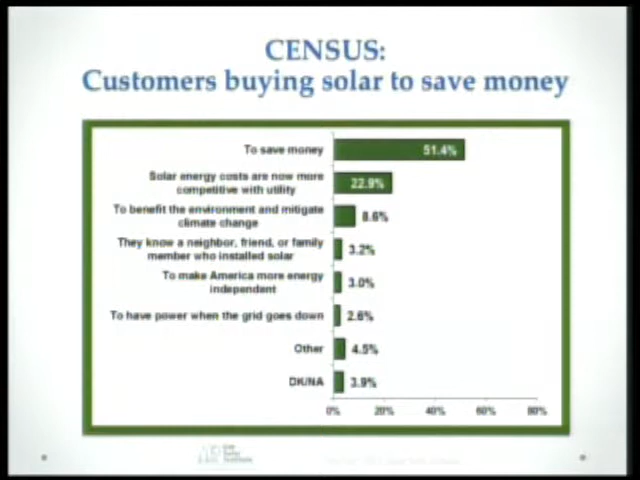 CENSUS:
Customers buying solar to save money
To save money
51.4%
Solar energy costs are now more
competitive with utility
22.9%
To benefit the environment and mitigate
climate change
8.6%
They know a neighbor, friend, or family
member who installed solar
3.2%
To make America more energy
independent
3.0%
To have power when the grid goes down
2.6%
Other
4.5%
DK/NA
3.9%
0%
20%
40%
60%
80%